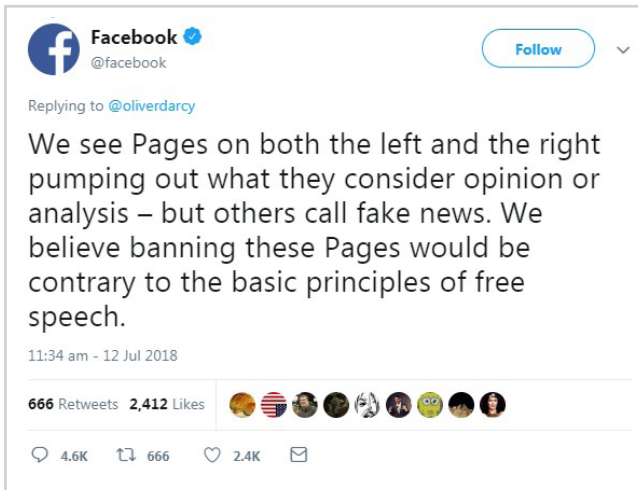 Facebook
@facebook
Follow
Replying to @oliverdarcy
We see Pages on both the left and the right
pumping out what they consider opinion or
analysis – but others call fake news. We
believe banning these Pages would be
contrary to the basic principles of free
speech.
11:34 am - 12 Jul 2018
666 Retweets 2,412 Likes
4.6K 666 2.4K